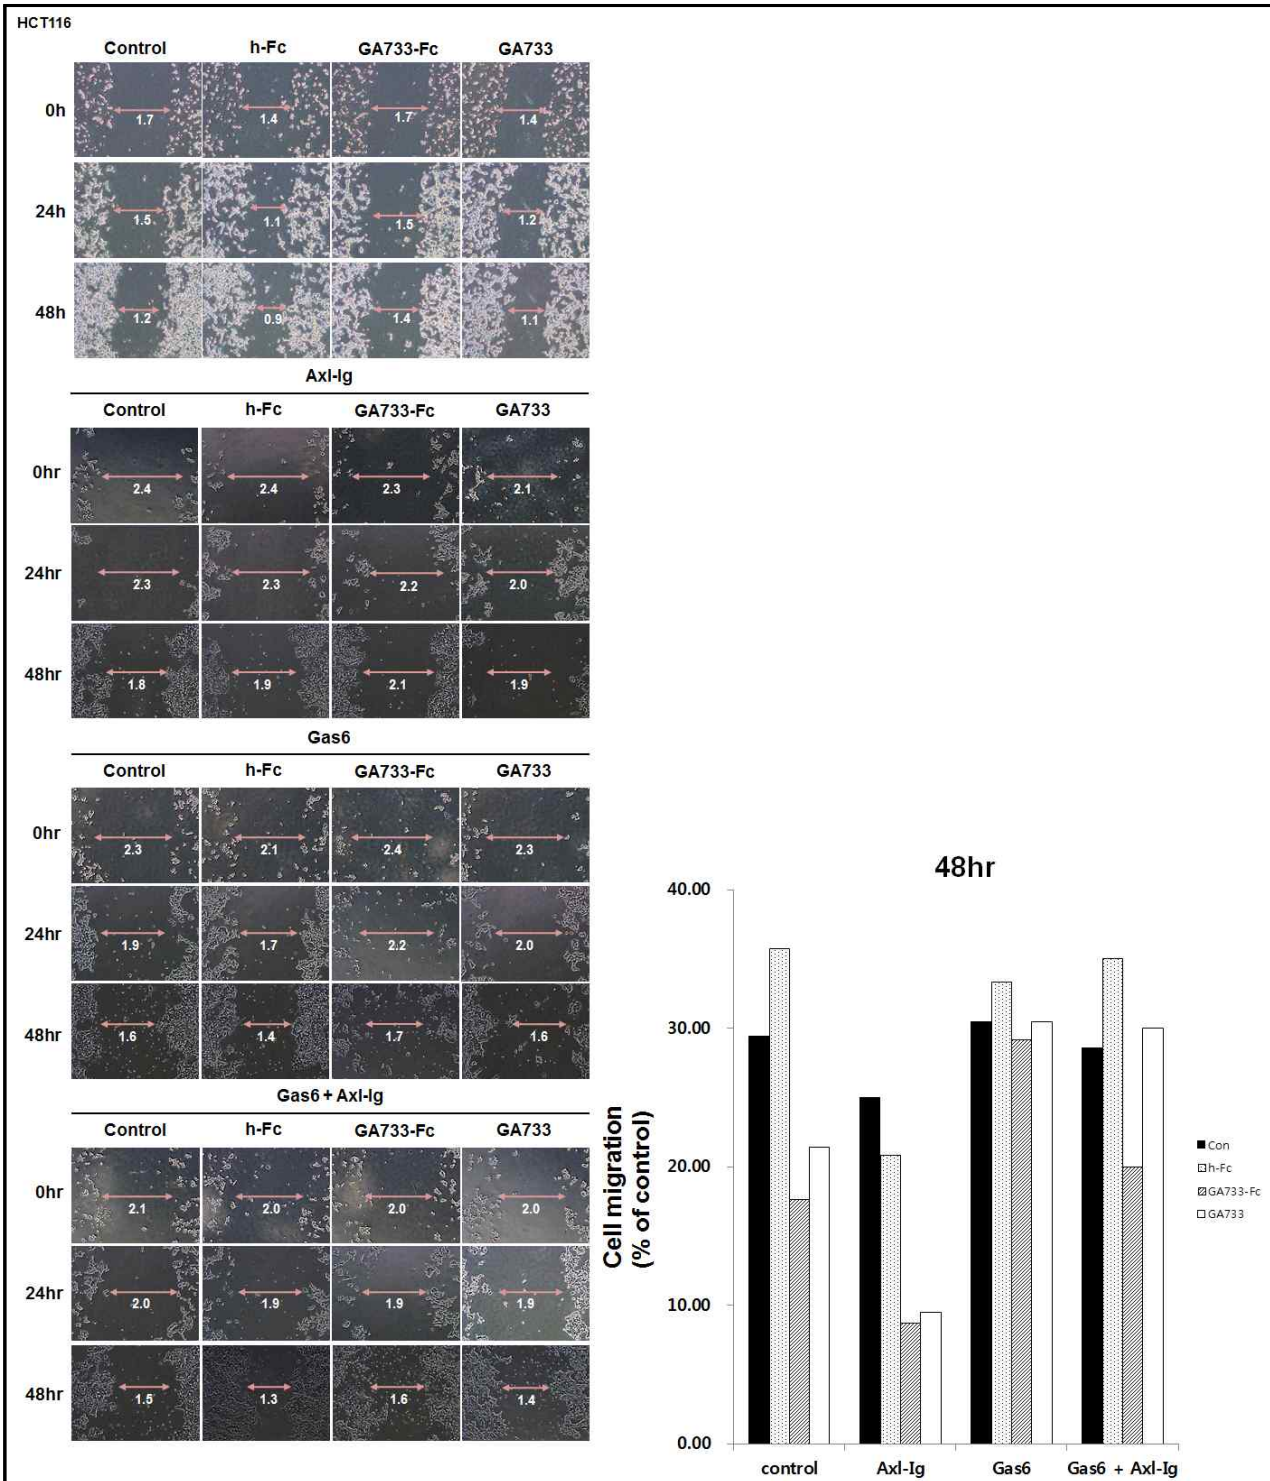 HCT116
Control h-Fc GA733-Fc GA733
0h 1.7 1.4 1.7 1.4
24h 1.5 1.1 1.5 1.2
48h 1.2 0.9 1.4 1.1
Axl-Ig
Control h-Fc GA733-Fc GA733
0hr 2.4 2.4 2.3 2.1
24hr 2.3 2.3 2.2 2.0
48hr 1.8 1.9 2.1 1.9
Gas6
Control h-Fc GA733-Fc GA733
0hr 2.3 2.1 2.4 2.3
24hr 1.9 1.7 2.2 2.0
48hr 1.6 1.4 1.7 1.6
Gas6 + Axl-Ig
Control h-Fc GA733-Fc GA733
0hr 2.1 2.0 2.0 2.0
24hr 2.0 1.9 1.9 1.9
48hr 1.5 1.3 1.6 1.4
48hr
Cell migration
(% of control)
40.00
30.00
20.00
10.00
0.00
control Axl-Ig Gas6 Gas6 + Axl-Ig
Con
h-Fc
GA733-Fc
GA733